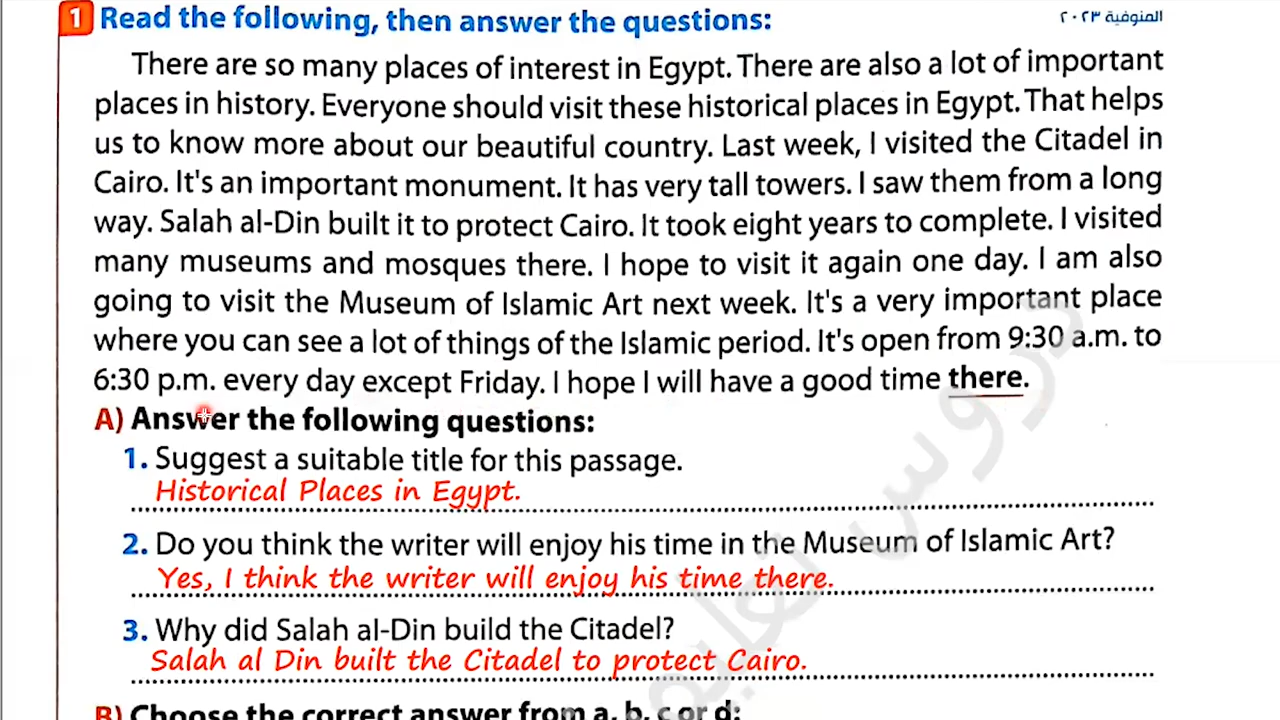 1 Read the following, then answer the questions:
المنوفية ٢٠٢٣
There are so many places of interest in Egypt. There are also a lot of important
places in history. Everyone should visit these historical places in Egypt. That helps
us to know more about our beautiful country. Last week, I visited the Citadel in
Cairo. It's an important monument. It has very tall towers. I saw them from a long
way. Salah al-Din built it to protect Cairo. It took eight years to complete. I visited
many museums and mosques there. I hope to visit it again one day. I am also
going to visit the Museum of Islamic Art next week. It's a very important place
where you can see a lot of things of the Islamic period. It's open from 9:30 a.m. to
6:30 p.m. every day except Friday. I hope I will have a good time there.
A) Answer the following questions:
1. Suggest a suitable title for this passage.
Historical Places in Egypt.
2. Do you think the writer will enjoy his time in the Museum of Islamic Art?
Yes, I think the writer will enjoy his time there.
3. Why did Salah al-Din build the Citadel?
Salah al Din built the Citadel to protect Cairo.
B) Choose the correct answer from a, b, c or d:
دروس تعليم